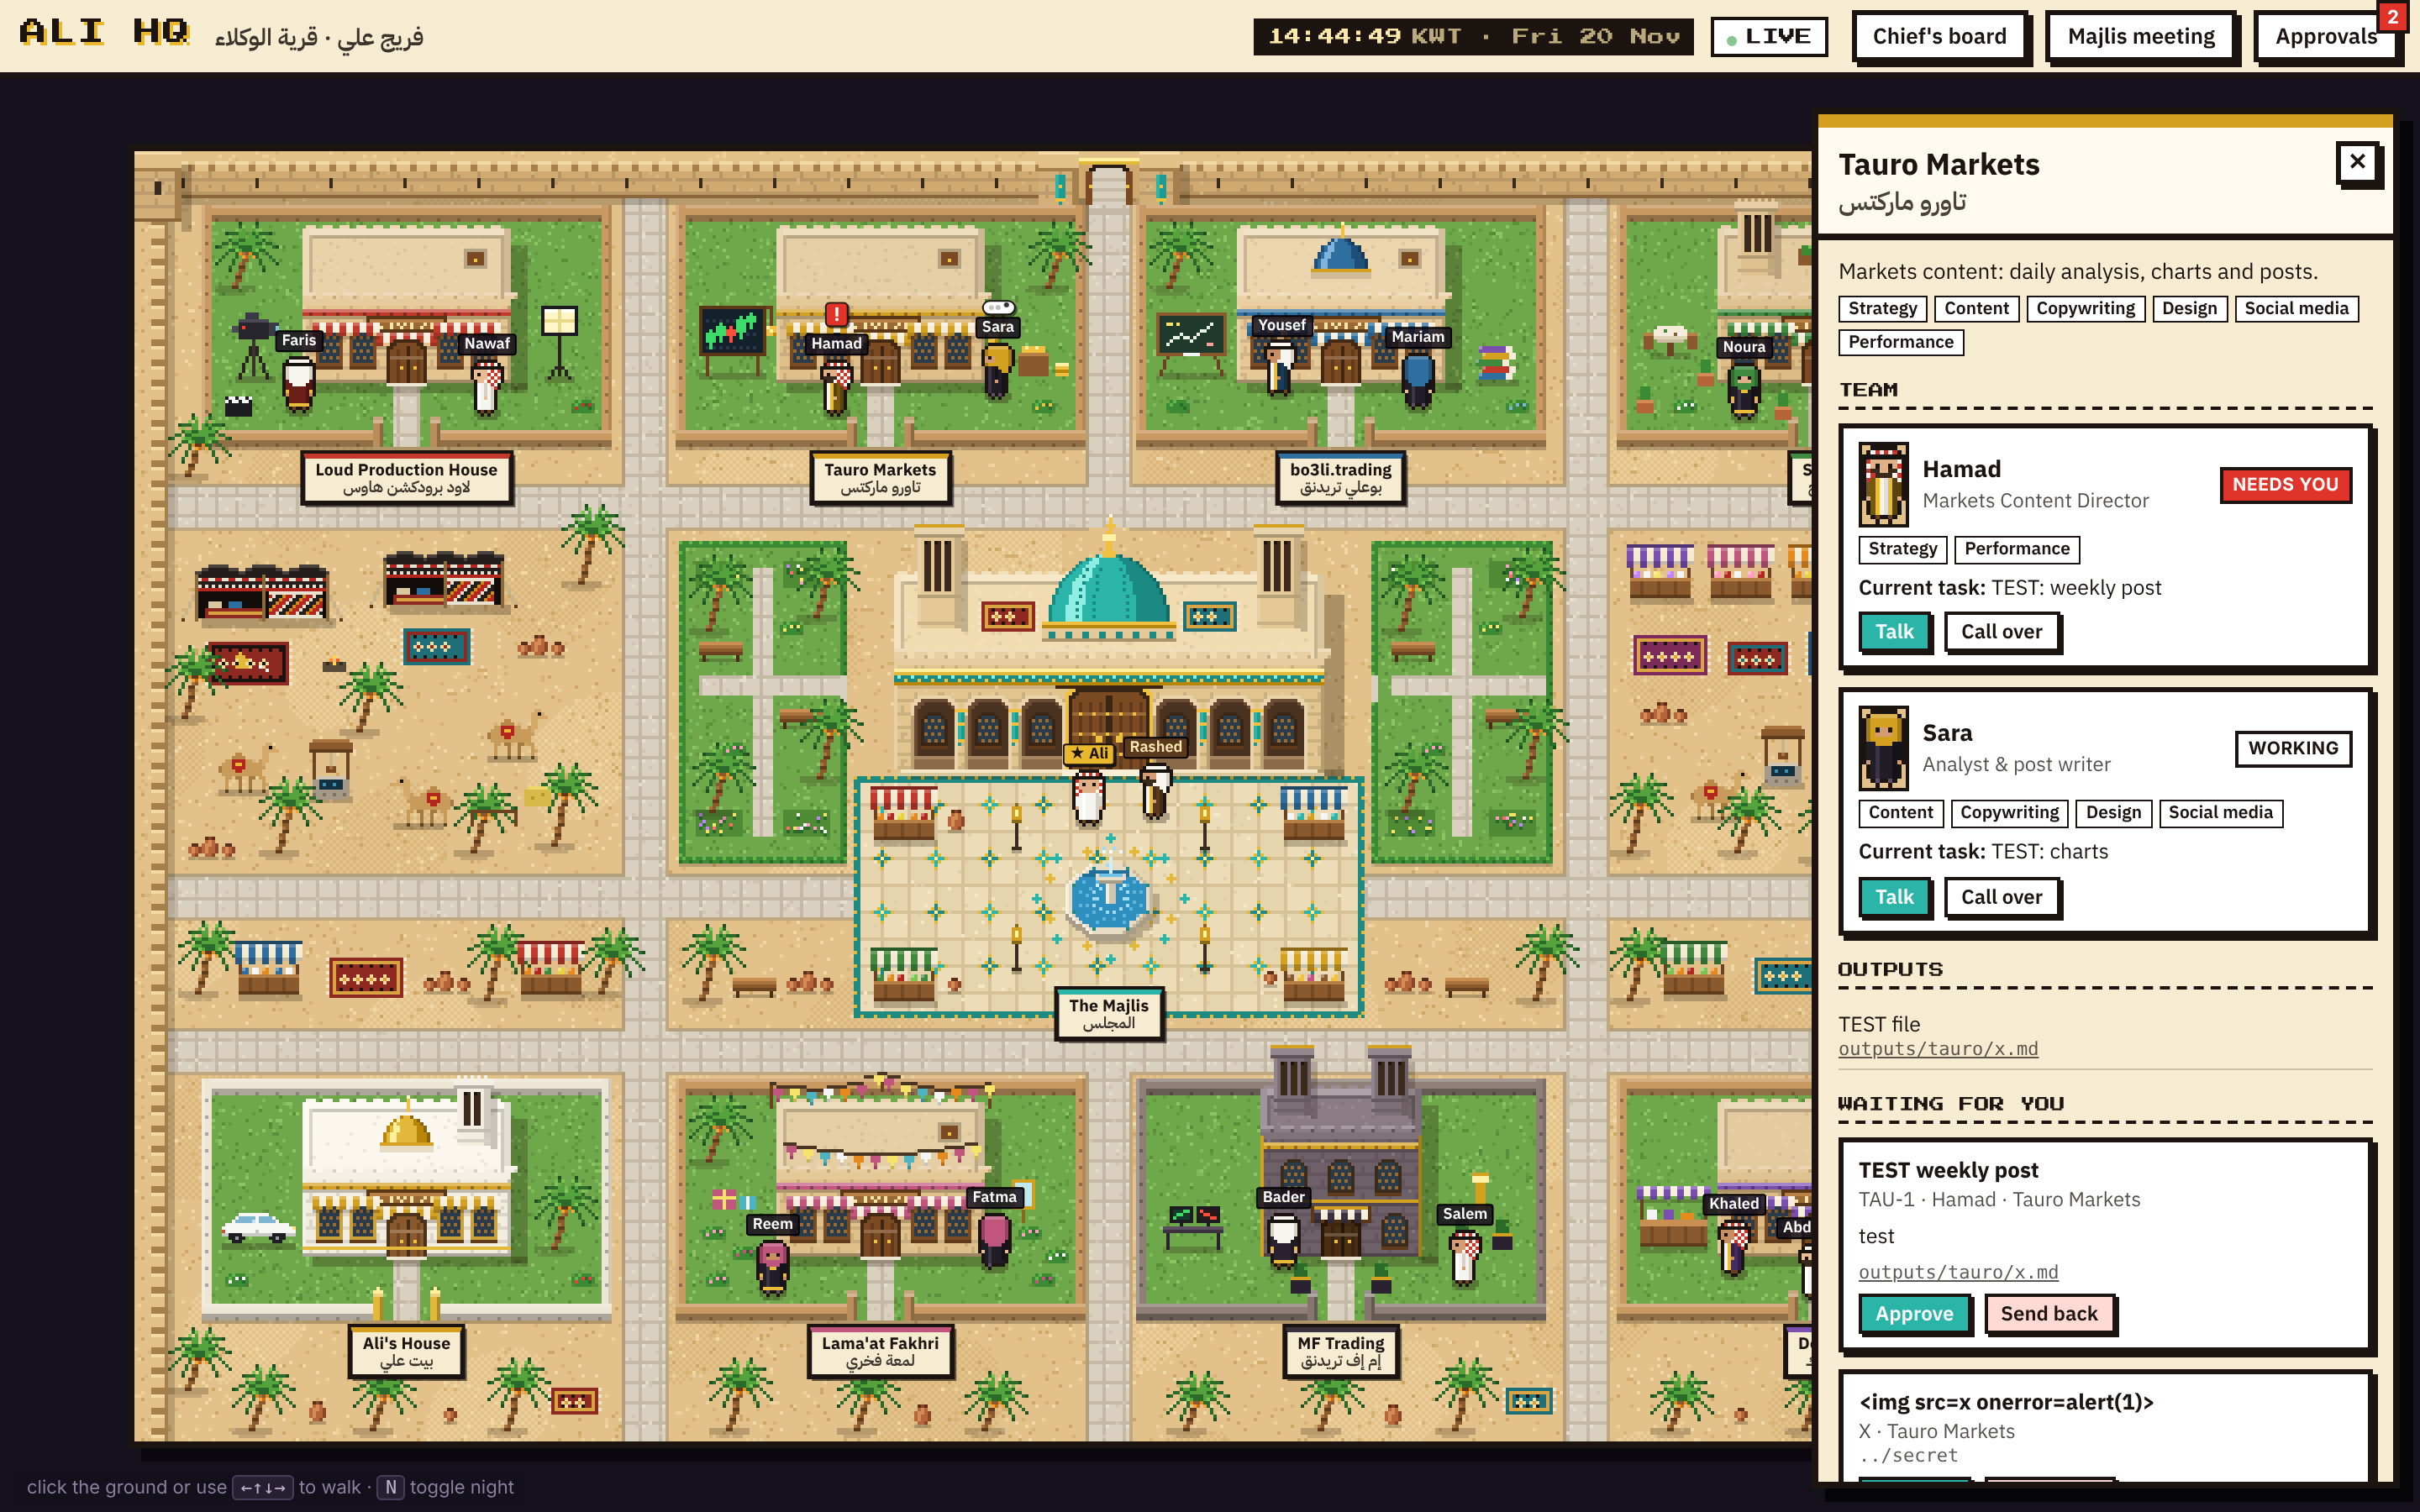 ALI HQ
فريج علي · قرية الوكلاء
14:44:49 KWT · Fri 20 Nov
LIVE
Chief's board
Majlis meeting
Approvals
2
Faris
Nawaf
!
Hamad
Sara
Yousef
Mariam
Noura
Loud Production House
لاود برودكشن هاوس
Tauro Markets
تاورو ماركتس
bo3li.trading
بوعلي تريدنق
★ Ali
Rashed
The Majlis
المجلس
Reem
Fatma
Bader
Salem
Khaled
Abd
Ali's House
بيت علي
Lama'at Fakhri
لمعة فخري
MF Trading
إم إف تريدنق
click the ground or use ←↑↓→ to walk · N toggle night
Tauro Markets
✕
تاورو ماركتس
Markets content: daily analysis, charts and posts.
Strategy Content Copywriting Design Social media
Performance
TEAM
Hamad
Markets Content Director
NEEDS YOU
Strategy Performance
Current task: TEST: weekly post
Talk Call over
Sara
Analyst & post writer
WORKING
Content Copywriting Design Social media
Current task: TEST: charts
Talk Call over
OUTPUTS
TEST file
outputs/tauro/x.md
WAITING FOR YOU
TEST weekly post
TAU-1 · Hamad · Tauro Markets
test
outputs/tauro/x.md
Approve Send back
<img src=x onerror=alert(1)>
X · Tauro Markets
../secret